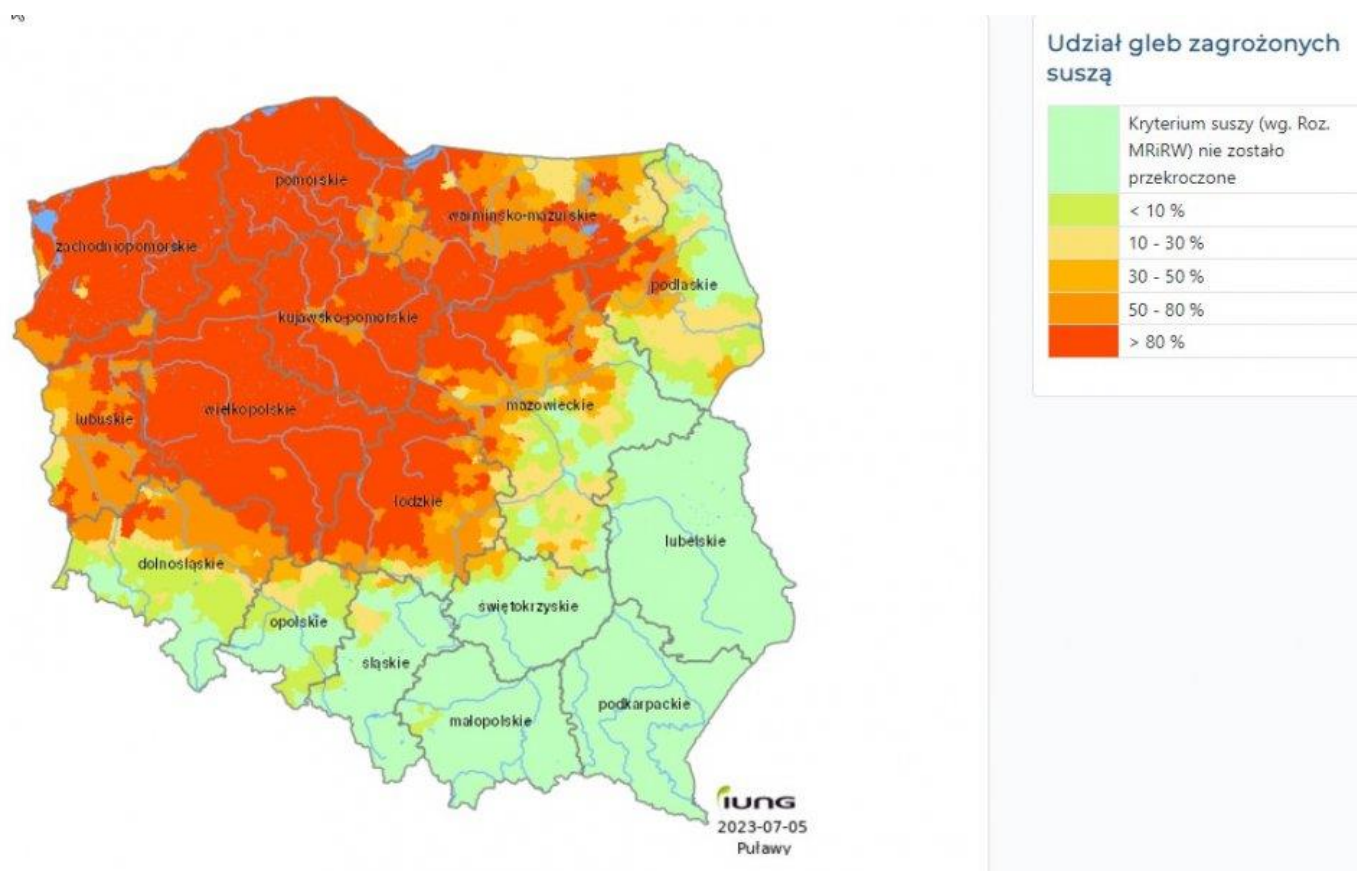 Udział gleb zagrożonych
suszą
Kryterium suszy (wg. Roz.
MRiRW) nie zostało
przekroczone
< 10 %
10 - 30 %
30 - 50 %
50 - 80 %
> 80 %
pomorskie
warmińsko-mazurskie
zachodniopomorskie
podlaskie
kujawsko-pomorskie
mazowieckie
wielkopolskie
lubuskie
łodzkie
lubelskie
dolnośląskie
świętokrzyskie
opolskie
śląskie
podkarpackie
małopolskie
IUNG
2023-07-05
Puławy